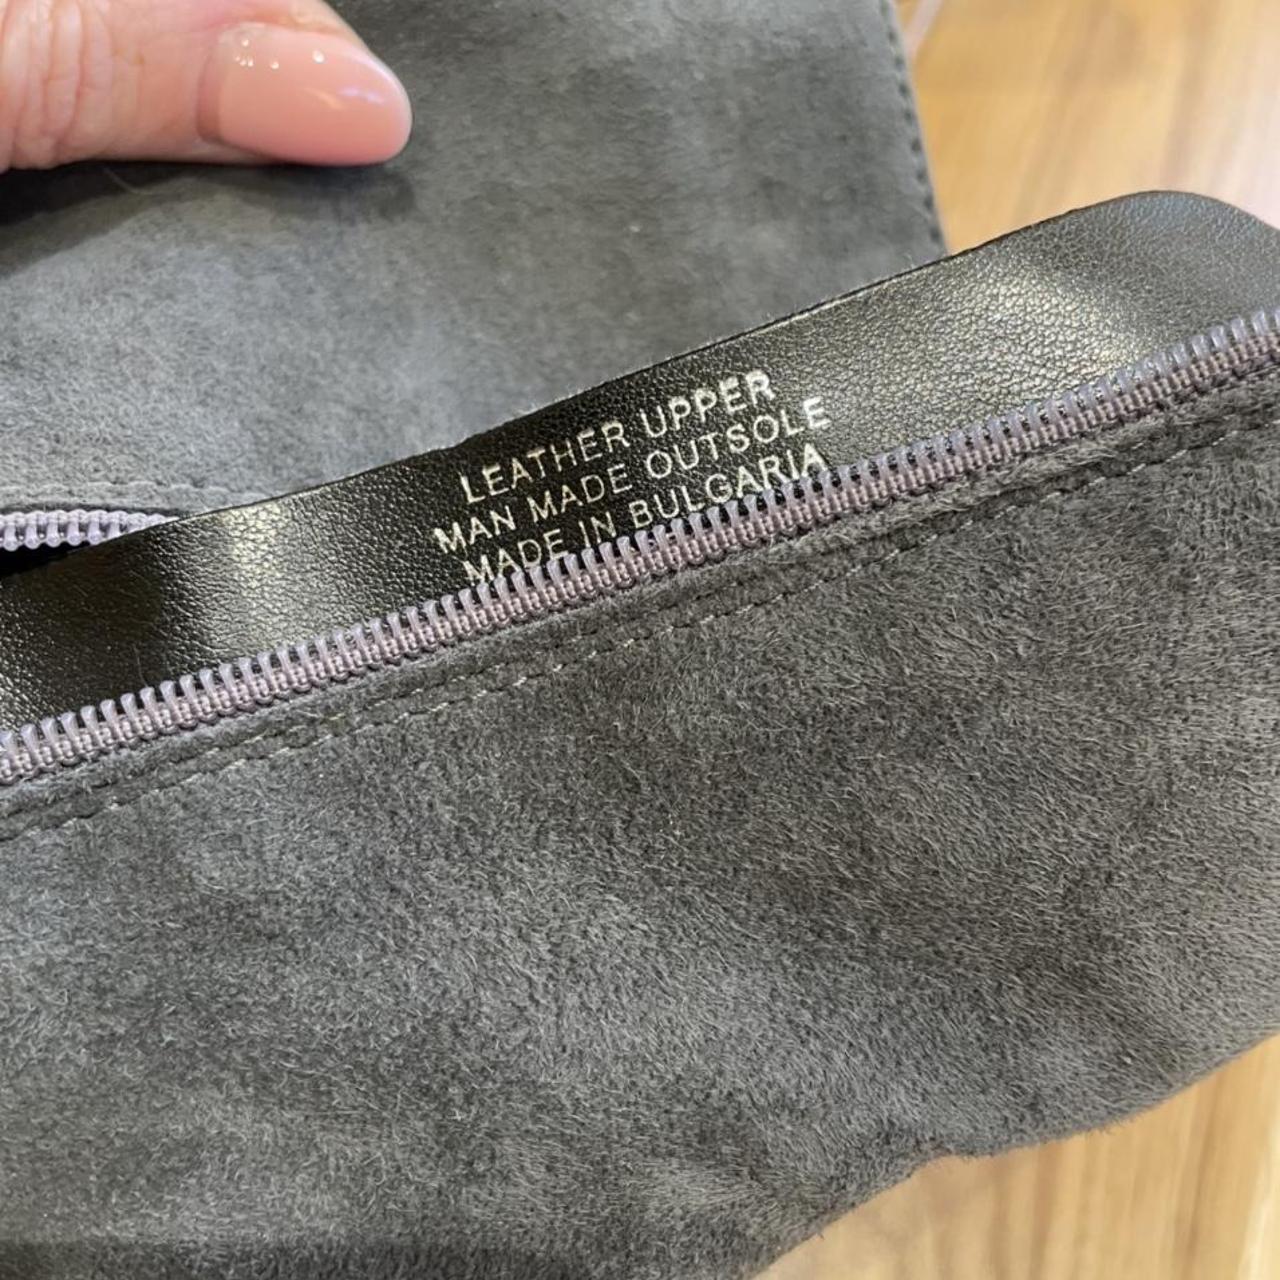 LEATHER UPPER
MAN MADE OUTSOLE
MADE IN BULGARIA